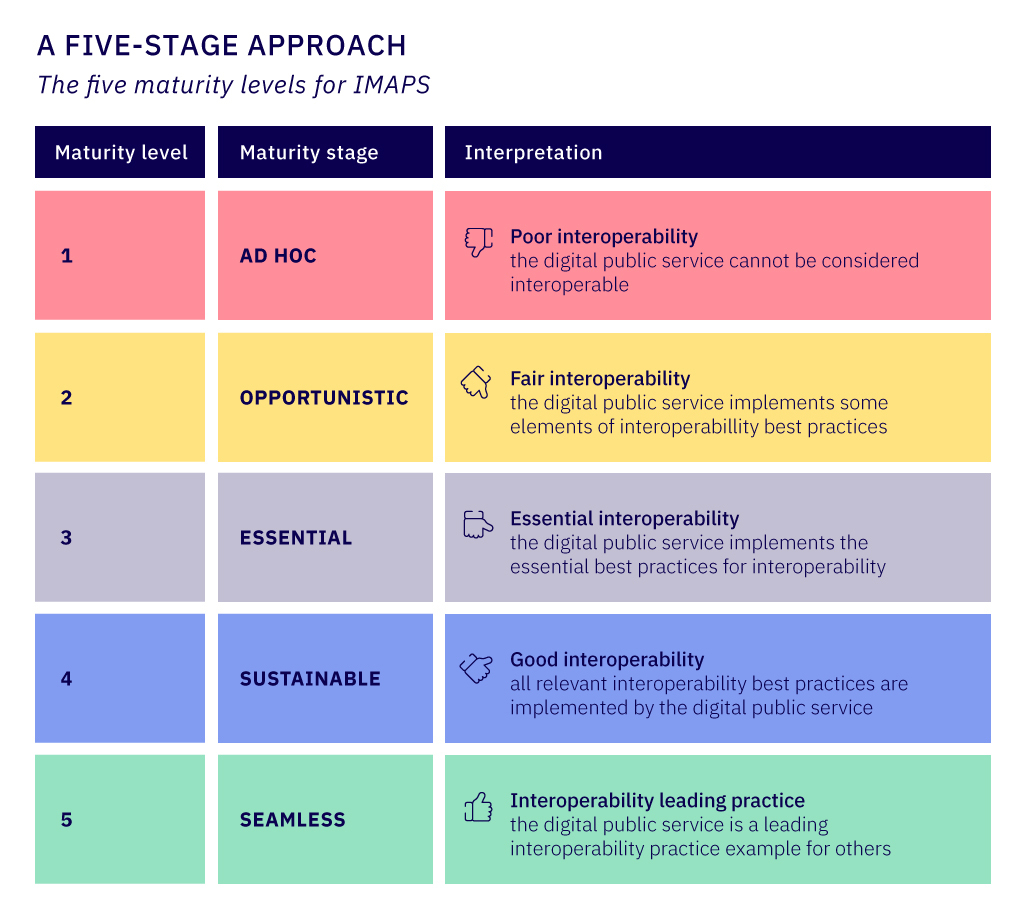 A FIVE-STAGE APPROACH
The five maturity levels for IMAPS
Maturity level
Maturity stage
Interpretation
1
AD HOC
Poor interoperability
the digital public service cannot be considered
interoperable
2
OPPORTUNISTIC
Fair interoperability
the digital public service implements some
elements of interoperabillity best practices
3
ESSENTIAL
Essential interoperability
the digital public service implements the
essential best practices for interoperability
4
SUSTAINABLE
Good interoperability
all relevant interoperability best practices are
implemented by the digital public service
5
SEAMLESS
Interoperability leading practice
the digital public service is a leading
interoperability practice example for others